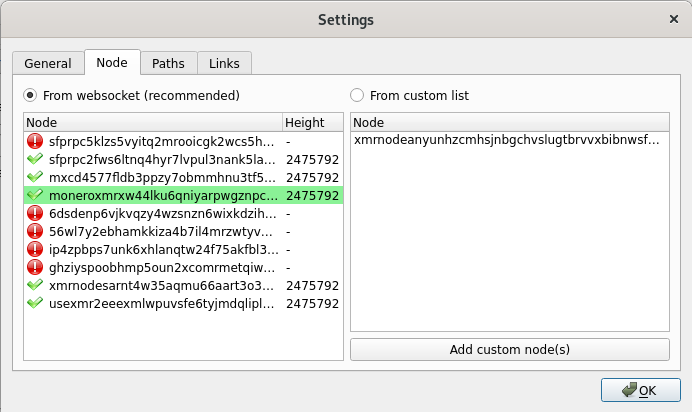 Settings
General Node Paths Links
From websocket (recommended)
Node Height
sfprpc5klzs5vyitq2mrooicgk2wcs5h... -
sfprpc2fws6ltnq4hyr7lvpul3nank5la... 2475792
mxcd4577fldb3ppzy7obmmhnu3tf5... 2475792
moneroxmrxw44lku6qniyarpwgznpc... 2475792
6dsdenp6vjkvqzy4wzsnzn6wixkdzih... -
56wl7y2ebhamkkiza4b7il4mrzwtyv... -
ip4zpbps7unk6xhlanqtw24f75akfbl3... -
ghziyspoobhmp5oun2xcomrmetqiw... -
xmrnodesarnt4w35aqmu66aart3o3... 2475792
usexmr2eeexmlwpuvsfe6tyjmdqlipl... 2475792
From custom list
Node
xmrnodeanyunhzcmhsjnbgchvslugtbrvvxbibnwsf...
Add custom node(s)
OK